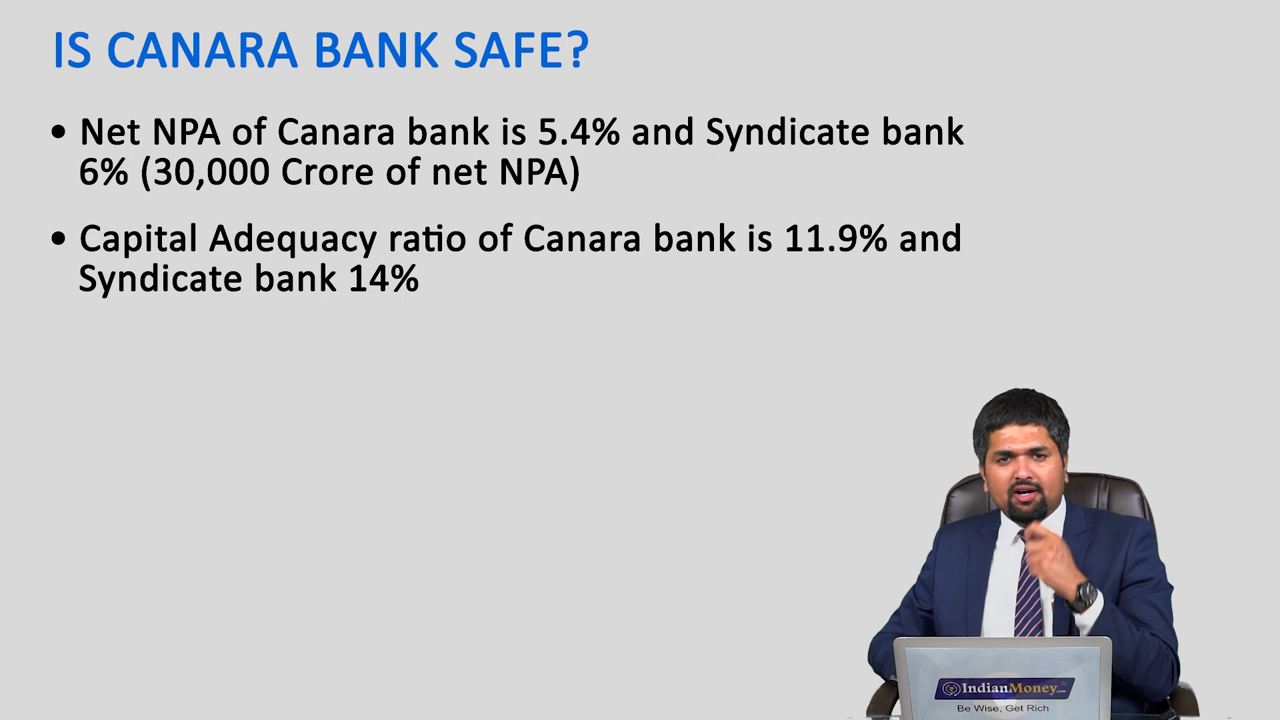 IS CANARA BANK SAFE?
• Net NPA of Canara bank is 5.4% and Syndicate bank
6% (30,000 Crore of net NPA)
• Capital Adequacy ratio of Canara bank is 11.9% and
Syndicate bank 14%
IndianMoney.com
Be Wise, Get Rich